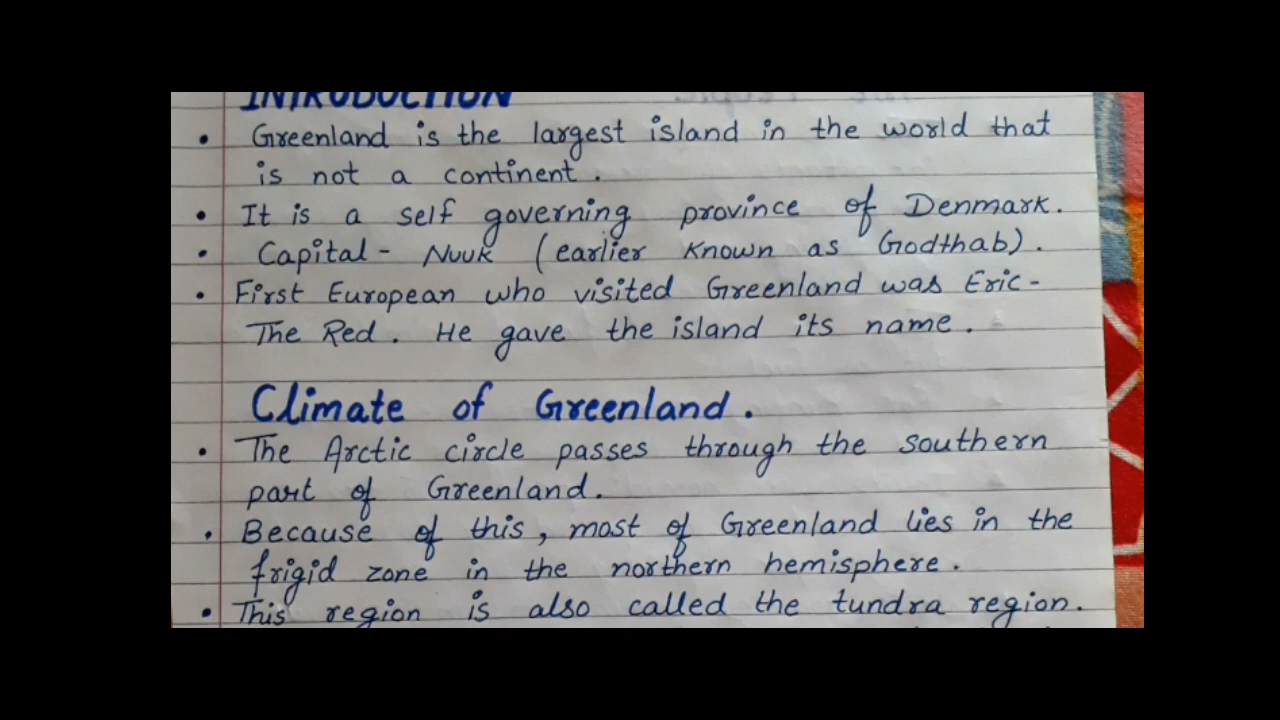 INTRODUCTION
• Greenland is the largest island in the world that
is not a continent.
• It is a self governing province of Denmark.
• Capital - Nuuk (earlier known as Godthab).
• First European who visited Greenland was Eric-
The Red. He gave the island its name.
Climate of Greenland.
• The Arctic circle passes through the southern
part of Greenland.
• Because of this, most of Greenland lies in the
frigid zone in the northern hemisphere.
• This region is also called the tundra region.